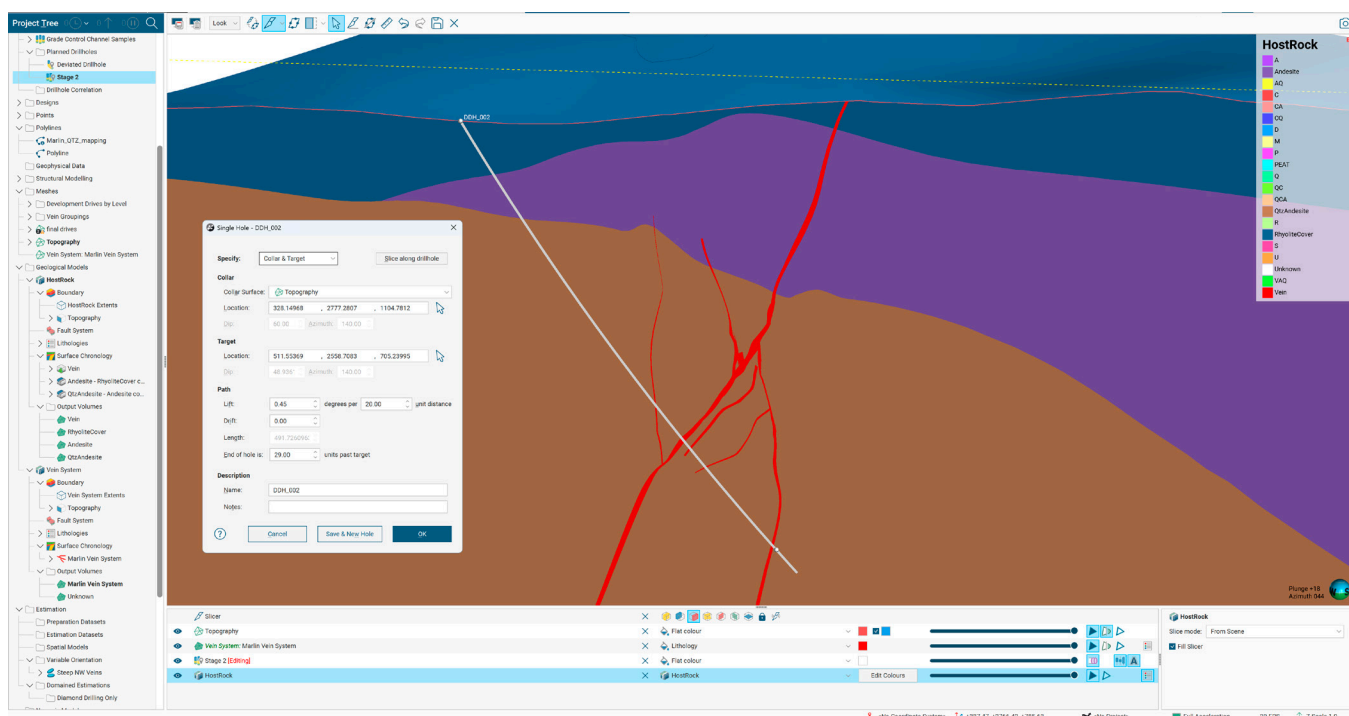 Project Tree
Look
Grade Control Channel Samples
Planned Drillholes
Deviated Drillhole
Stage 2
Drillhole Correlation
Designs
Points
Polylines
Marlin_QTZ_mapping
Polyline
Geophysical Data
Structural Modelling
Meshes
Development Drives by Level
Vein Groupings
final drives
Topography
Vein System: Marlin Vein System
Geological Models
HostRock
Boundary
HostRock Extents
Topography
Fault System
Lithologies
Surface Chronology
Vein
Andesite - RhyoliteCover c...
QtzAndesite - Andesite co...
Output Volumes
Vein
RhyoliteCover
Andesite
QtzAndesite
Vein System
Boundary
Vein System Extents
Topography
Fault System
Lithologies
Surface Chronology
Marlin Vein System
Output Volumes
Marlin Vein System
Unknown
Estimation
Preparation Datasets
Estimation Datasets
Spatial Models
Variable Orientation
Steep NW Veins
Domained Estimations
Diamond Drilling Only
DDH_002
Single Hole - DDH_002
Specify: Collar & Target Slice along drillhole
Collar
Collar Surface: Topography
Location: 328.14968 , 2777.2807 , 1104.7812
Dip: 60.00 Azimuth: 140.00
Target
Location: 511.55369 , 2558.7083 , 705.23995
Dip: Azimuth: 140.00
Path
Lift: 0.45 degrees per 20.00 unit distance
Drift: 0.00
Length:
End of hole is: 29.00 units past target
Description
Name: DDH_002
Notes:
Cancel Save & New Hole OK
HostRock
A
Andesite
AQ
C
CA
CQ
D
M
P
PEAT
Q
QC
QCA
QtzAndesite
R
RhyoliteCover
S
U
Unknown
VAQ
Vein
Plunge +18
Azimuth 044
Slicer
Topography Flat colour
Vein System: Marlin Vein System Lithology
Stage 2 [Editing] Flat colour
HostRock HostRock Edit Colours
HostRock
Slice mode: From Scene
Fill Slicer